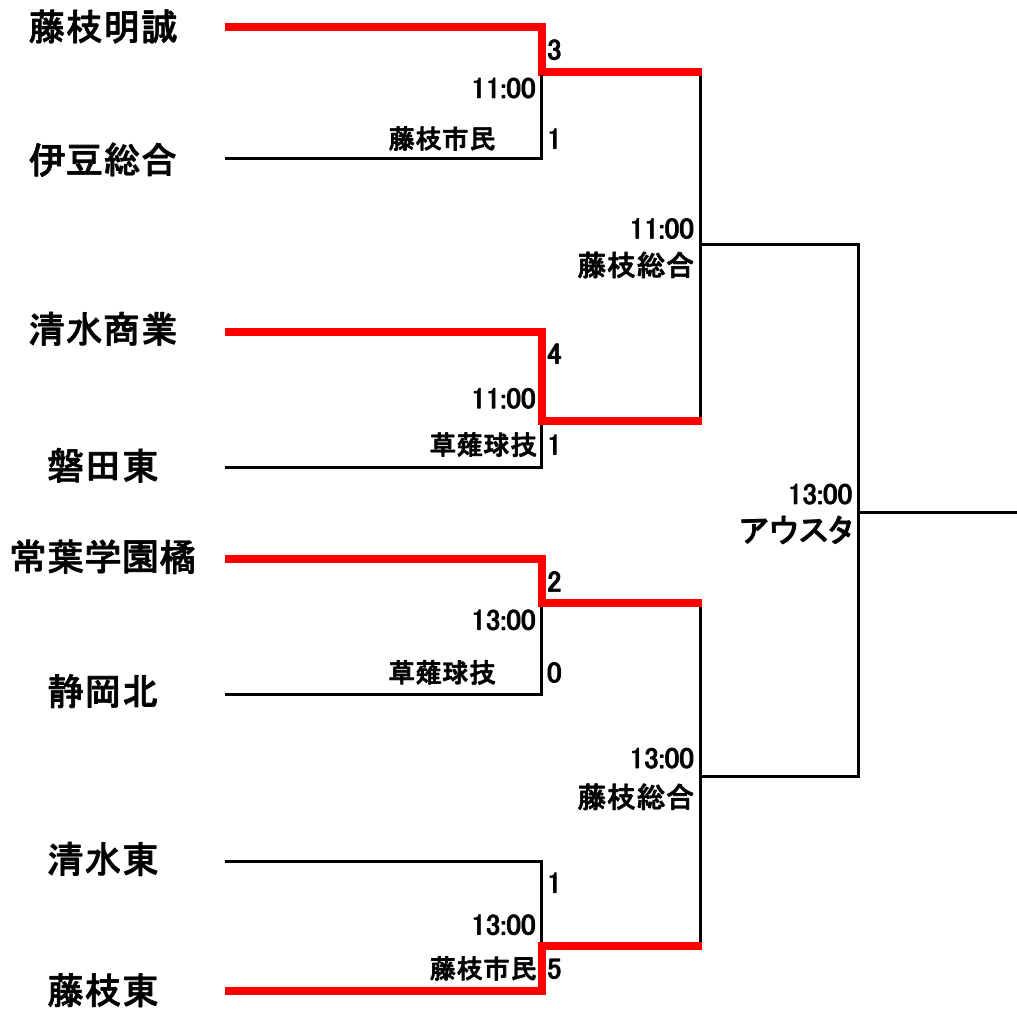 藤枝明誠
3
11:00
藤枝市民
1
伊豆総合
11:00
藤枝総合
清水商業
4
11:00
草薙球技
1
磐田東
13:00
アウスタ
常葉学園橘
2
13:00
草薙球技
0
静岡北
13:00
藤枝総合
清水東
1
13:00
藤枝市民
5
藤枝東